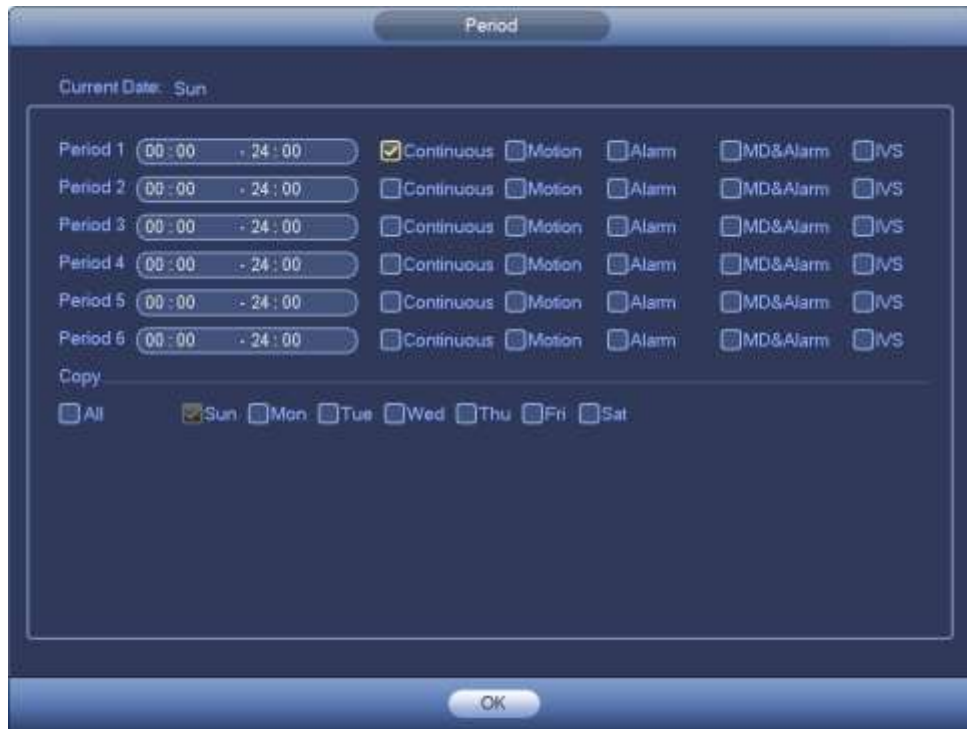 Period
Current Date: Sun
Period 1 00 : 00 - 24 : 00 Continuous Motion Alarm MD&Alarm IVS
Period 2 00 : 00 - 24 : 00 Continuous Motion Alarm MD&Alarm IVS
Period 3 00 : 00 - 24 : 00 Continuous Motion Alarm MD&Alarm IVS
Period 4 00 : 00 - 24 : 00 Continuous Motion Alarm MD&Alarm IVS
Period 5 00 : 00 - 24 : 00 Continuous Motion Alarm MD&Alarm IVS
Period 6 00 : 00 - 24 : 00 Continuous Motion Alarm MD&Alarm IVS
Copy
All Sun Mon Tue Wed Thu Fri Sat
OK